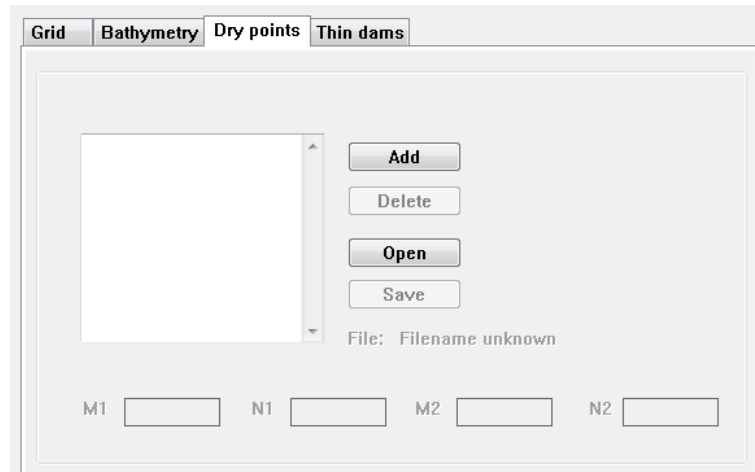 Grid Bathymetry Dry points Thin dams
Add
Delete
Open
Save
File: Filename unknown
M1 N1 M2 N2